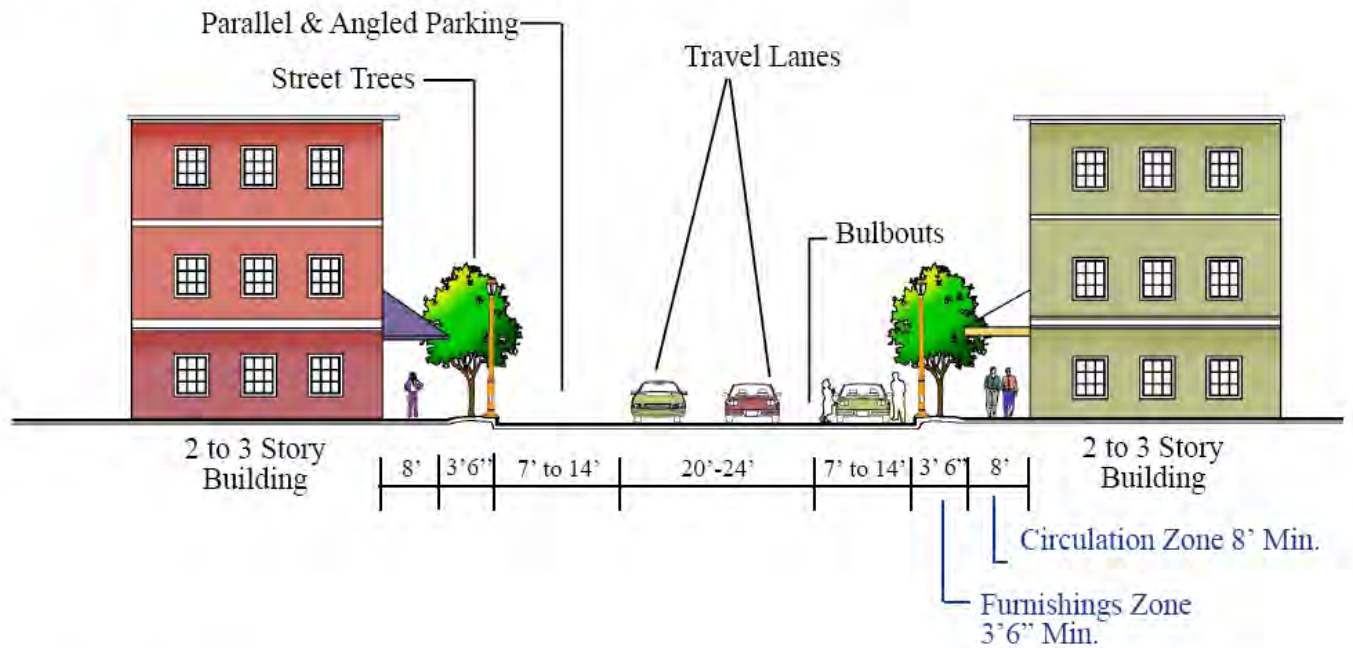 Parallel & Angled Parking
Street Trees
Travel Lanes
Bulbouts
2 to 3 Story
Building
8’
3’6”
7’ to 14’
20’-24’
7’ to 14’
3’ 6”
8’
2 to 3 Story
Building
Circulation Zone 8’ Min.
Furnishings Zone
3’6” Min.